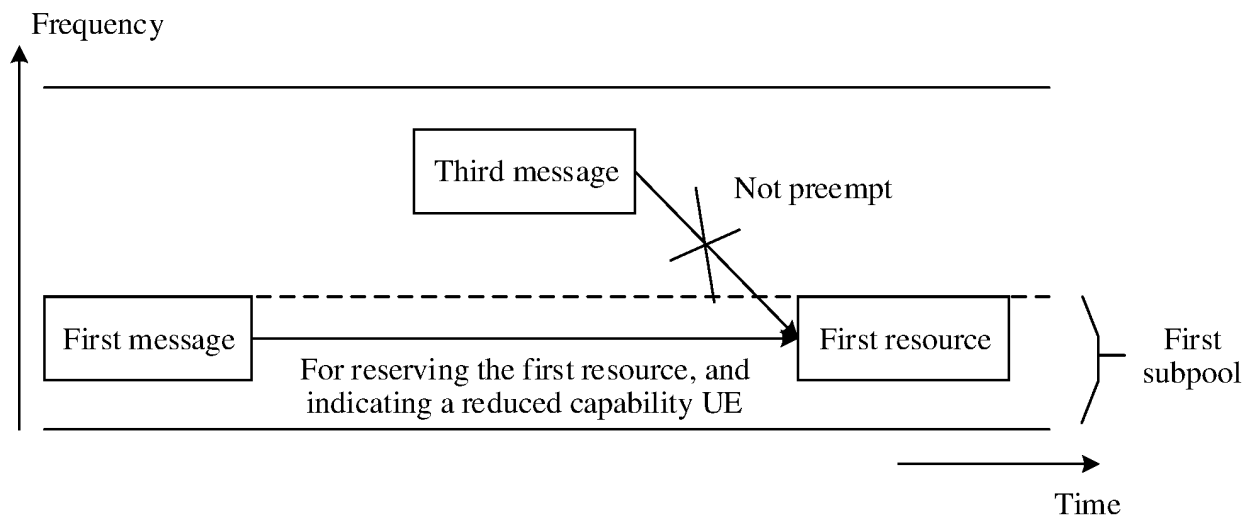 Frequency
Third message
Not preempt
First message
First resource
For reserving the first resource, and
indicating a reduced capability UE
First
subpool
Time